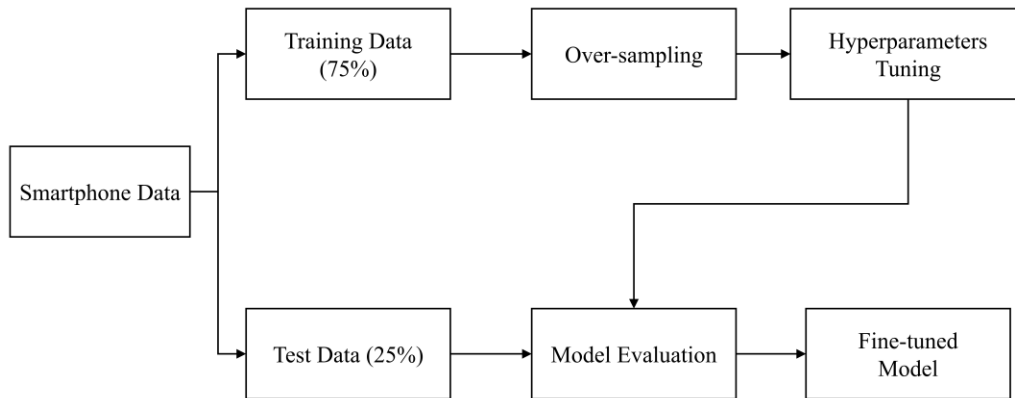 Training Data
(75%)
Over-sampling
Hyperparameters
Tuning
Smartphone Data
Test Data (25%)
Model Evaluation
Fine-tuned
Model